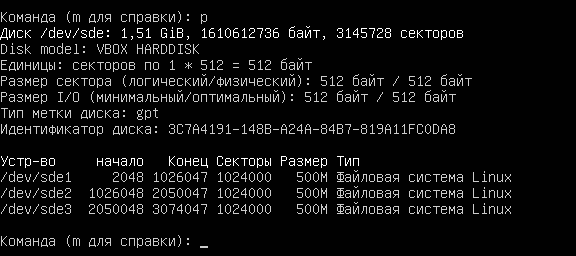 Команда (m для справки): p
Диск /dev/sde: 1,51 GiB, 1610612736 байт, 3145728 секторов
Disk model: VBOX HARDDISK
Единицы: секторов по 1 * 512 = 512 байт
Размер сектора (логический/физический): 512 байт / 512 байт
Размер I/O (минимальный/оптимальный): 512 байт / 512 байт
Тип метки диска: gpt
Идентификатор диска: 3C7A4191-148B-A24A-84B7-819A11FC0DA8
Устр-во начало Конец Секторы Размер Тип
/dev/sde1 2048 1026047 1024000 500M Файловая система Linux
/dev/sde2 1026048 2050047 1024000 500M Файловая система Linux
/dev/sde3 2050048 3074047 1024000 500M Файловая система Linux
Команда (m для справки): _